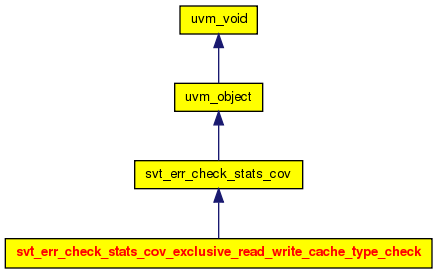 uvm_void
uvm_object
svt_err_check_stats_cov
svt_err_check_stats_cov_exclusive_read_write_cache_type_check